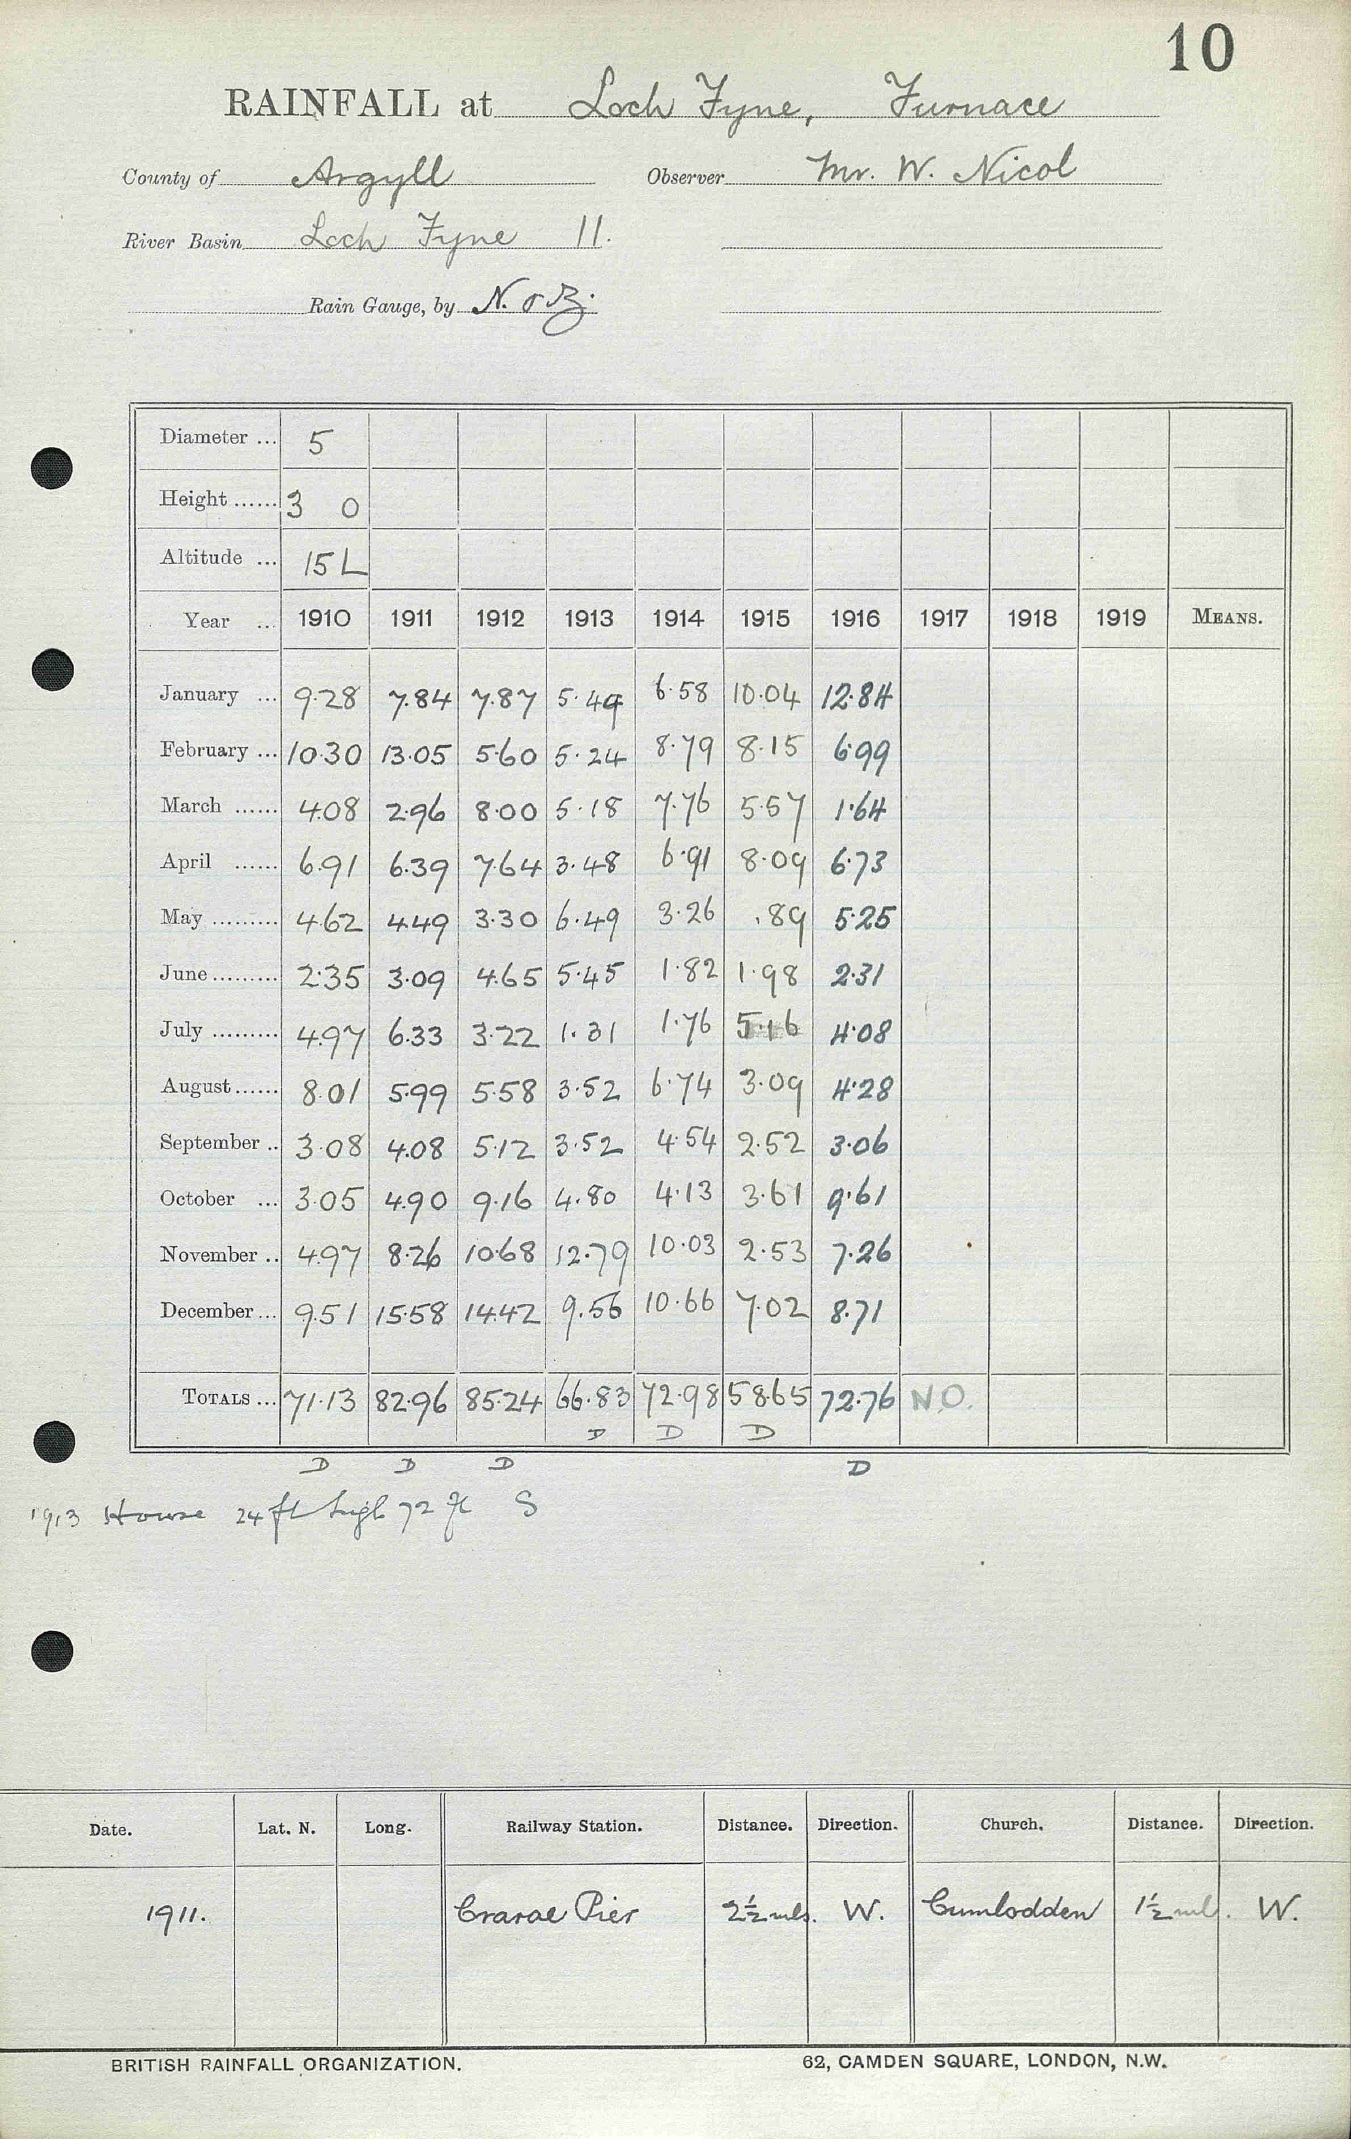 10
RAINFALL at Loch Fyne, Furnace
County of Argyll Observer Mr. W. Nicol
River Basin Loch Fyne 11.
Rain Gauge, by N. & Z.
Diameter ... 5
Height ...... 3 0
Altitude ... 15 L
Year ... 1910 1911 1912 1913 1914 1915 1916 1917 1918 1919 MEANS.
January ... 9.28 7.84 7.87 5.49 6.58 10.04 12.84
February ... 10.30 13.05 5.60 5.24 8.79 8.15 6.99
March ...... 4.08 2.96 8.00 5.18 7.76 5.57 1.64
April ...... 6.91 6.39 7.64 3.48 6.91 8.09 6.73
May ......... 4.62 4.49 3.30 6.49 3.26 .89 5.25
June ......... 2.35 3.09 4.65 5.45 1.82 1.98 2.31
July ......... 4.97 6.33 3.22 1.31 1.76 5.16 4.08
August ...... 8.01 5.99 5.58 3.52 6.74 3.09 4.28
September .. 3.08 4.08 5.12 3.52 4.54 2.52 3.06
October ... 3.05 4.90 9.16 4.80 4.13 3.61 9.61
November .. 4.97 8.26 10.68 12.79 10.03 2.53 7.26
December ... 9.51 15.58 14.42 9.56 10.66 7.02 8.71
TOTALS ... 71.13 82.96 85.24 66.83 72.98 58.65 72.76 N.O.
D D D
D D D D
1913 House 24 ft high 72 ft S
Date. Lat. N. Long. Railway Station. Distance. Direction. Church. Distance. Direction.
1911. Crarae Pier 2½ mls. W. Cumlodden 1½ ml. W.
BRITISH RAINFALL ORGANIZATION. 62, CAMDEN SQUARE, LONDON, N.W.